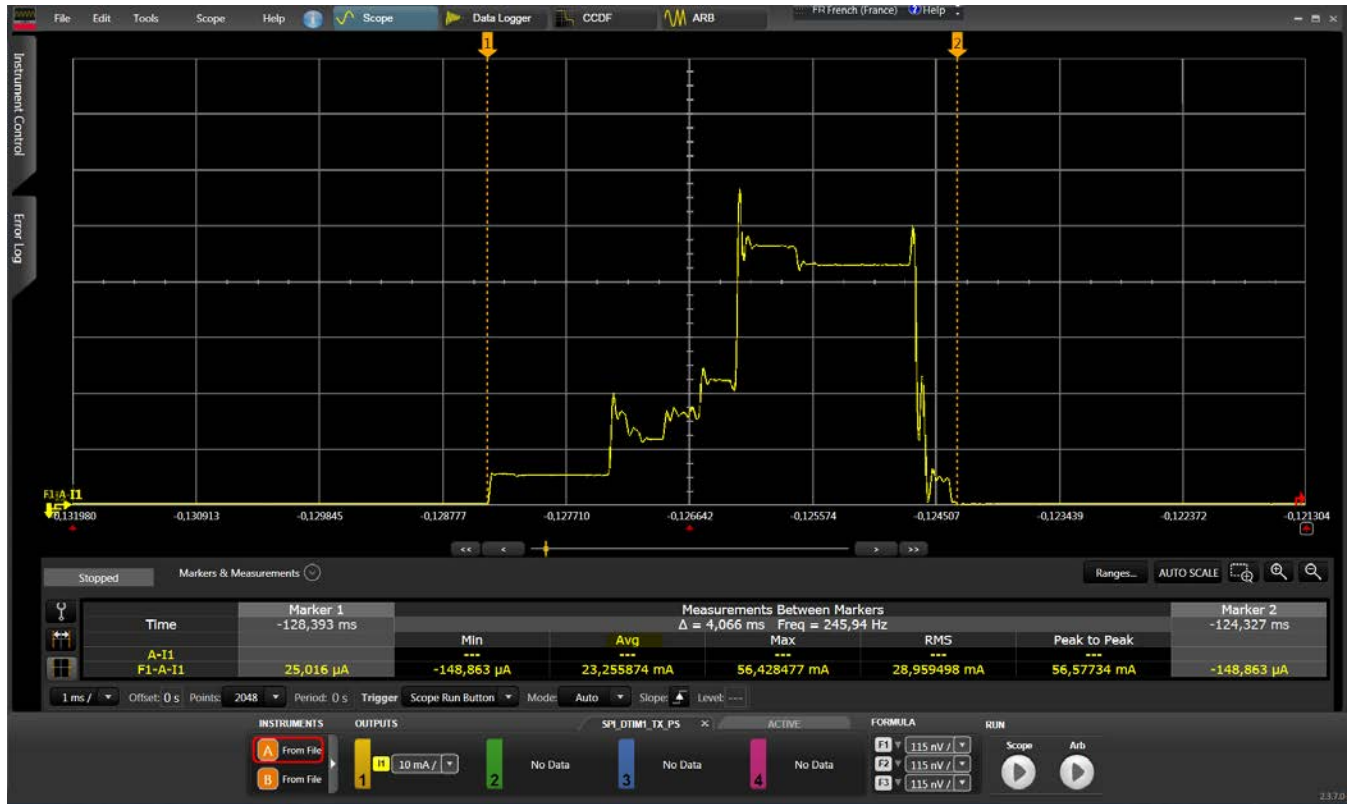 File Edit Tools Scope Help Scope Data Logger CCDF ARB FR French (France) Help
1 2
Instrument Control
Error Log
F1-A-I1
-0,131980 -0,130913 -0,129845 -0,128777 -0,127710 -0,126642 -0,125574 -0,124507 -0,123439 -0,122372 -0,121304
<< < > >>
Stopped Markers & Measurements Ranges... AUTO SCALE
Marker 1 Measurements Between Markers Marker 2
Time -128,393 ms Δ = 4,066 ms Freq = 245,94 Hz -124,327 ms
Min Avg Max RMS Peak to Peak
A-I1 --- --- --- --- ---
F1-A-I1 25,016 µA -148,863 µA 23,255874 mA 56,428477 mA 28,959498 mA 56,57734 mA -148,863 µA
1 ms / Offset: 0 s Points: 2048 Period: 0 s Trigger Scope Run Button Mode: Auto Slope: Level: ---
INSTRUMENTS OUTPUTS SPI_DTIM1_TX_PS × ACTIVE FORMULA RUN
A From File 1 I1 10 mA / 2 No Data 3 No Data 4 No Data F1 115 nV / Scope Arb
F2 115 nV /
B From File F3 115 nV /
2.3.7.0